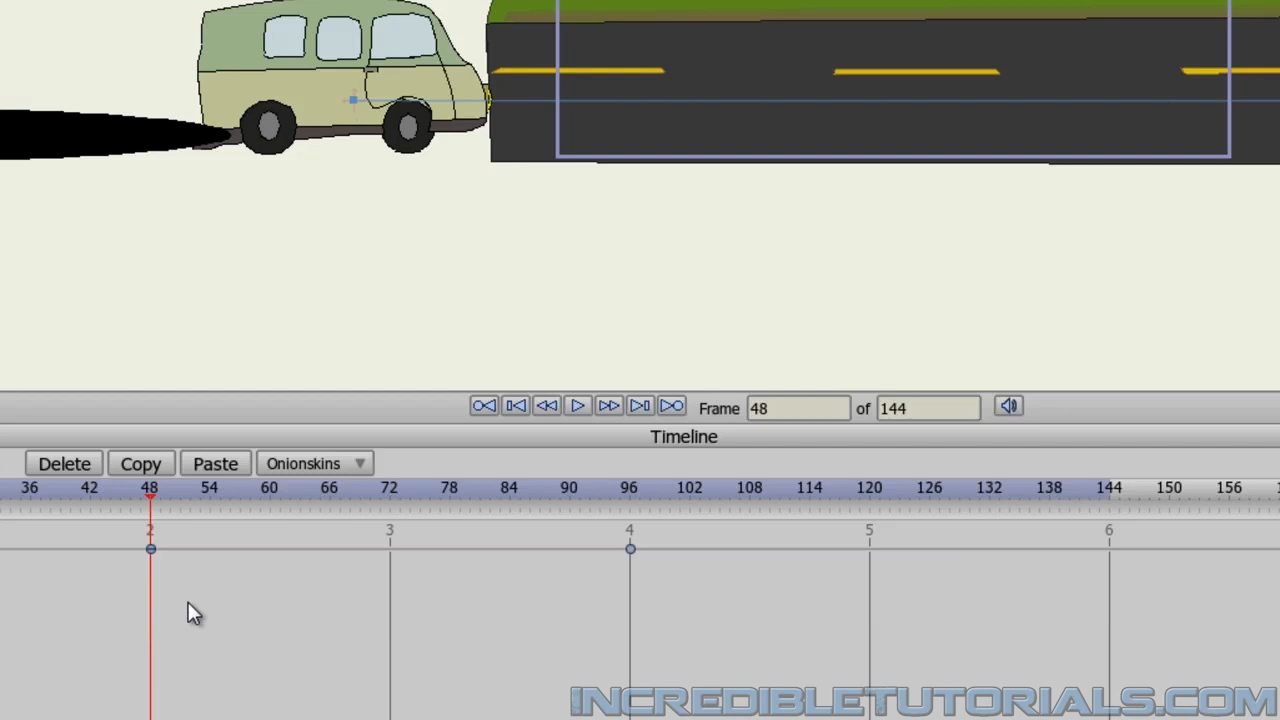 Frame 48 of 144
Timeline
Delete Copy Paste Onionskins
36 42 48 54 60 66 72 78 84 90 96 102 108 114 120 126 132 138 144 150 156
2 3 4 5 6
INCREDIBLETUTORIALS.COM